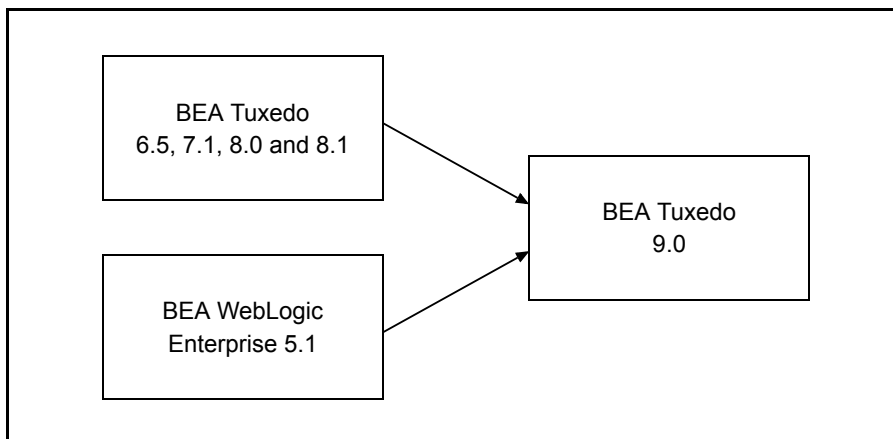 BEA Tuxedo
6.5, 7.1, 8.0 and 8.1
BEA WebLogic
Enterprise 5.1
BEA Tuxedo
9.0